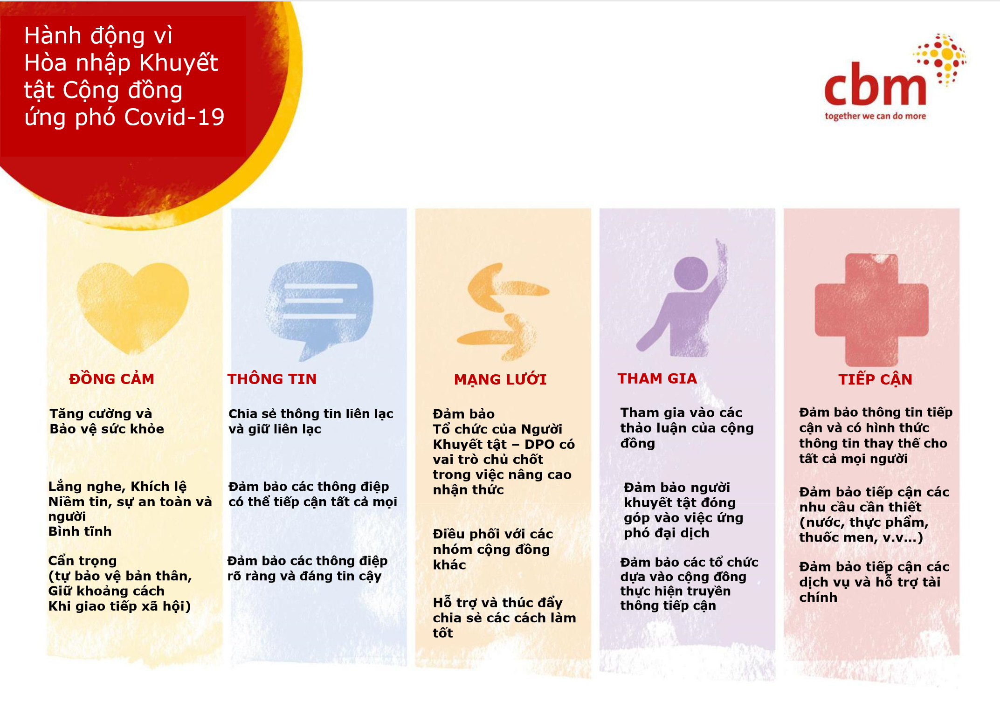 Hành động vì
Hòa nhập Khuyết
tật Cộng đồng
ứng phó Covid-19
cbm
together we can do more
ĐỒNG CẢM
Tăng cường và
Bảo vệ sức khỏe
Lắng nghe, Khích lệ
Niềm tin, sự an toàn và
người
Bình tĩnh
Cẩn trọng
(tự bảo vệ bản thân,
Giữ khoảng cách
Khi giao tiếp xã hội)
THÔNG TIN
Chia sẻ thông tin liên lạc
và giữ liên lạc
Đảm bảo các thông điệp
có thể tiếp cận tất cả mọi
Đảm bảo các thông điệp
rõ ràng và đáng tin cậy
MẠNG LƯỚI
Đảm bảo
Tổ chức của Người
Khuyết tật – DPO có
vai trò chủ chốt
trong việc nâng cao
nhận thức
Điều phối với các
nhóm cộng đồng
khác
Hỗ trợ và thúc đẩy
chia sẻ các cách làm
tốt
THAM GIA
Tham gia vào các
thảo luận của cộng
đồng
Đảm bảo người
khuyết tật đóng
góp vào việc ứng
phó đại dịch
Đảm bảo các tổ chức
dựa vào cộng đồng
thực hiện truyền
thông tiếp cận
TIẾP CẬN
Đảm bảo thông tin tiếp
cận và có hình thức
thông tin thay thế cho
tất cả mọi người
Đảm bảo tiếp cận các
nhu cầu cần thiết
(nước, thực phẩm,
thuốc men, v.v...)
Đảm bảo tiếp cận các
dịch vụ và hỗ trợ tài
chính